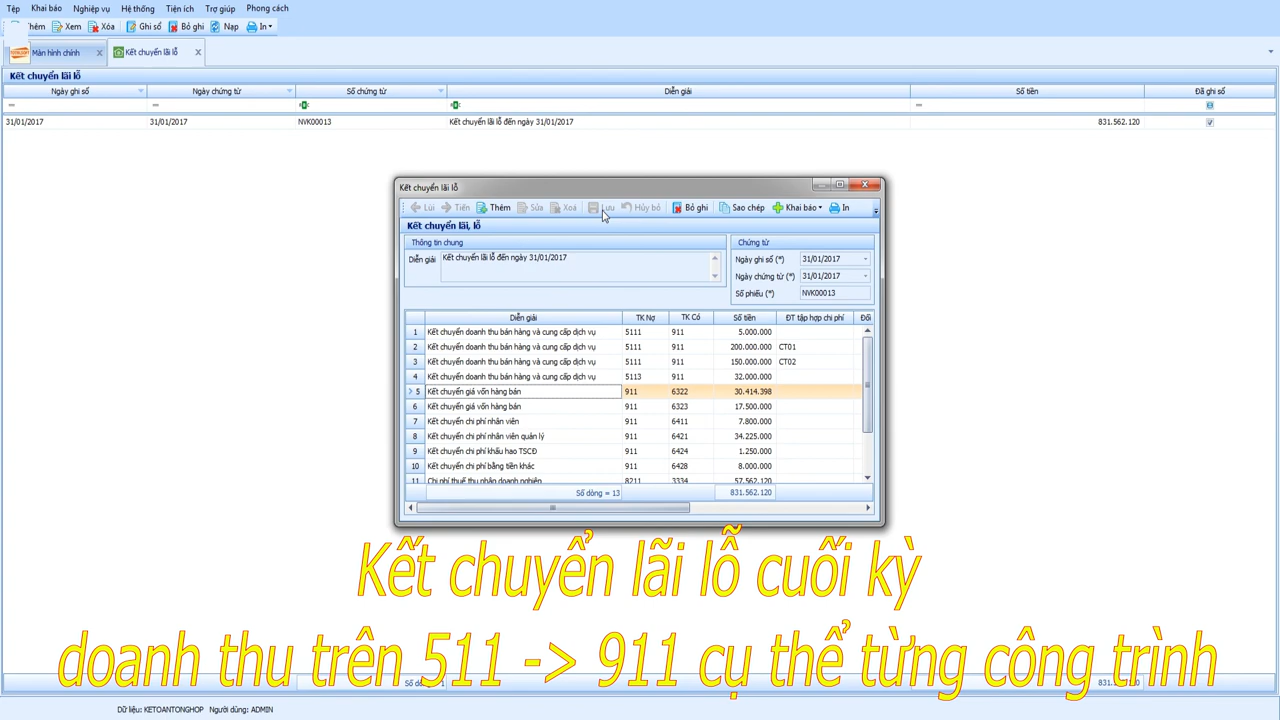 Tệp Khai báo Nghiệp vụ Hệ thống Tiện ích Trợ giúp Phong cách
Thêm Xem Xóa Ghi sổ Bỏ ghi Nạp In
Màn hình chính Kết chuyển lãi lỗ
Kết chuyển lãi lỗ
Ngày ghi sổ Ngày chứng từ Số chứng từ Diễn giải Số tiền Đã ghi sổ
31/01/2017 31/01/2017 NVK00013 Kết chuyển lãi lỗ đến ngày 31/01/2017 831.562.120
Kết chuyển lãi lỗ
Lùi Tiến Thêm Sửa Xoá Lưu Hủy bỏ Bỏ ghi Sao chép Khai báo In
Kết chuyển lãi, lỗ
Thông tin chung Chứng từ
Diễn giải Kết chuyển lãi lỗ đến ngày 31/01/2017 Ngày ghi sổ (*) 31/01/2017
Ngày chứng từ (*) 31/01/2017
Số phiếu (*) NVK00013
Diễn giải TK Nợ TK Có Số tiền ĐT tập hợp chi phí Đối
1 Kết chuyển doanh thu bán hàng và cung cấp dịch vụ 5111 911 5.000.000
2 Kết chuyển doanh thu bán hàng và cung cấp dịch vụ 5111 911 200.000.000 CT01
3 Kết chuyển doanh thu bán hàng và cung cấp dịch vụ 5111 911 150.000.000 CT02
4 Kết chuyển doanh thu bán hàng và cung cấp dịch vụ 5113 911 32.000.000
5 Kết chuyển giá vốn hàng bán 911 6322 30.414.398
6 Kết chuyển giá vốn hàng bán 911 6323 17.500.000
7 Kết chuyển chi phí nhân viên 911 6411 7.800.000
8 Kết chuyển chi phí nhân viên quản lý 911 6421 34.225.000
9 Kết chuyển chi phí khấu hao TSCĐ 911 6424 1.250.000
10 Kết chuyển chi phí bằng tiền khác 911 6428 8.000.000
11 Chi phí thuế thu nhập doanh nghiệp 8211 3334 57.562.120
Số dòng = 13 831.562.120
Kết chuyển lãi lỗ cuối kỳ
doanh thu trên 511 -> 911 cụ thể từng công trình
Dữ liệu: KETOANTONGHOP Người dùng: ADMIN